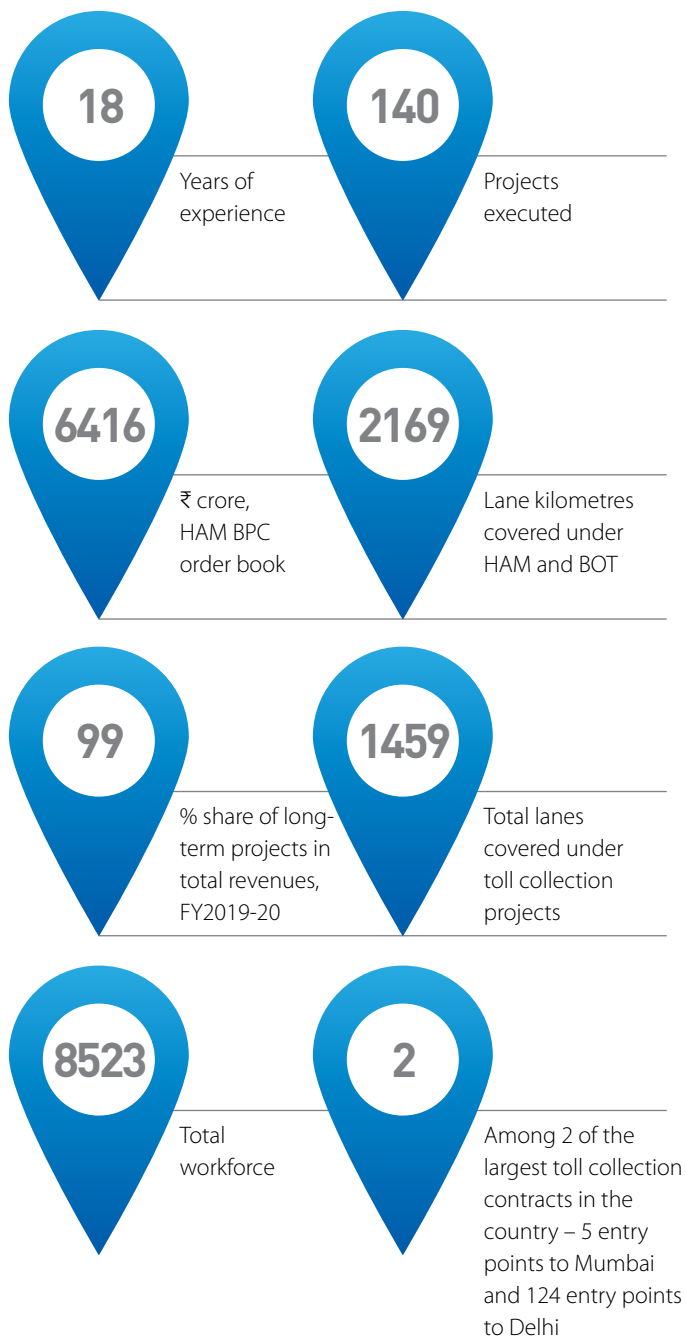 18
Years of
experience
140
Projects
executed
6416
₹ crore,
HAM BPC
order book
2169
Lane kilometres
covered under
HAM and BOT
99
% share of long-
term projects in
total revenues,
FY2019-20
1459
Total lanes
covered under
toll collection
projects
8523
Total
workforce
2
Among 2 of the
largest toll collection
contracts in the
country – 5 entry
points to Mumbai
and 124 entry points
to Delhi